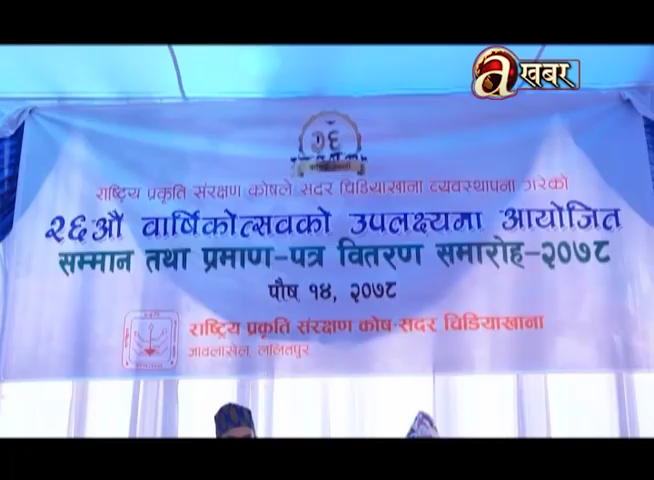 a खबर
२६
राष्ट्रिय प्रकृति संरक्षण कोषले सदर चिडियाखाना व्यवस्थापना गरेको
२६औं वार्षिकोत्सवको उपलक्ष्यमा आयोजित
सम्मान तथा प्रमाण-पत्र वितरण समारोह-२०७८
पौष १४, २०७८
राष्ट्रिय प्रकृति संरक्षण कोष-सदर चिडियाखाना
जावलाखेल, ललितपुर